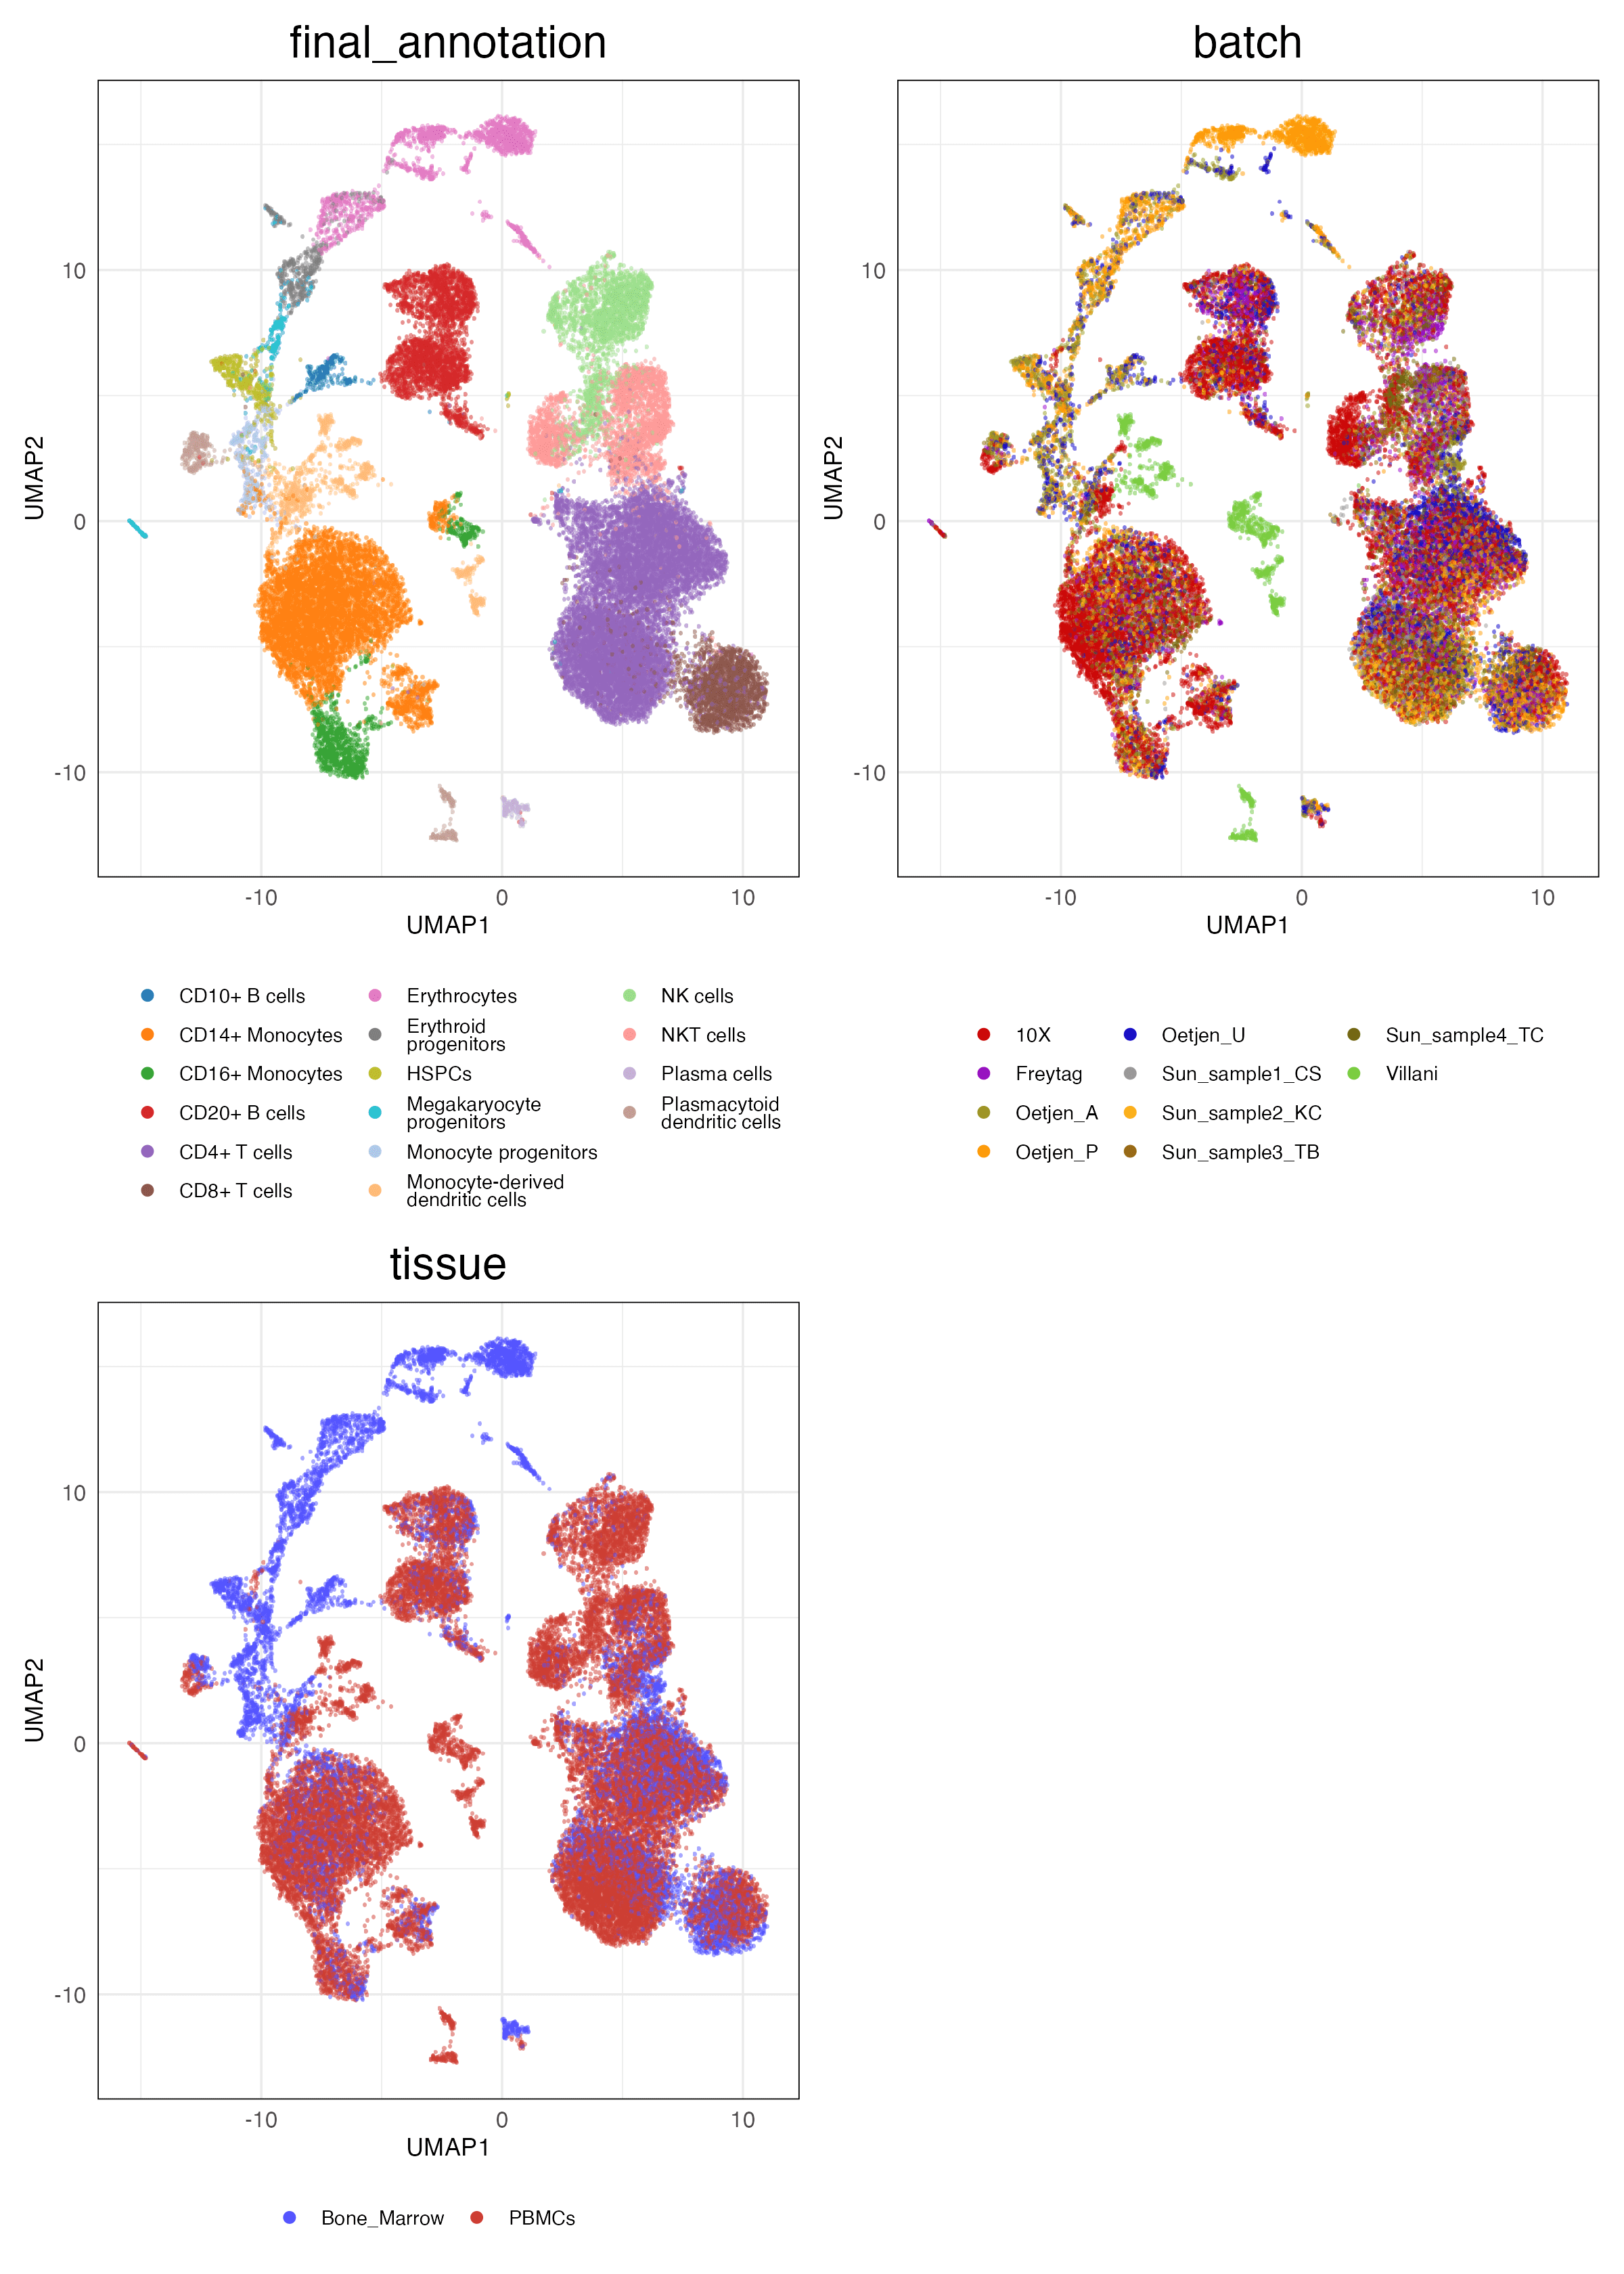 final_annotation
batch
UMAP2
10
0
-10
-10
0
10
UMAP1
UMAP2
10
0
-10
-10
0
10
UMAP1
CD10+ B cells
CD14+ Monocytes
CD16+ Monocytes
CD20+ B cells
CD4+ T cells
CD8+ T cells
Erythrocytes
Erythroid
progenitors
HSPCs
Megakaryocyte
progenitors
Monocyte progenitors
Monocyte-derived
dendritic cells
NK cells
NKT cells
Plasma cells
Plasmacytoid
dendritic cells
10X
Freytag
Oetjen_A
Oetjen_P
Oetjen_U
Sun_sample1_CS
Sun_sample2_KC
Sun_sample3_TB
Sun_sample4_TC
Villani
tissue
UMAP2
10
0
-10
-10
0
10
UMAP1
Bone_Marrow
PBMCs